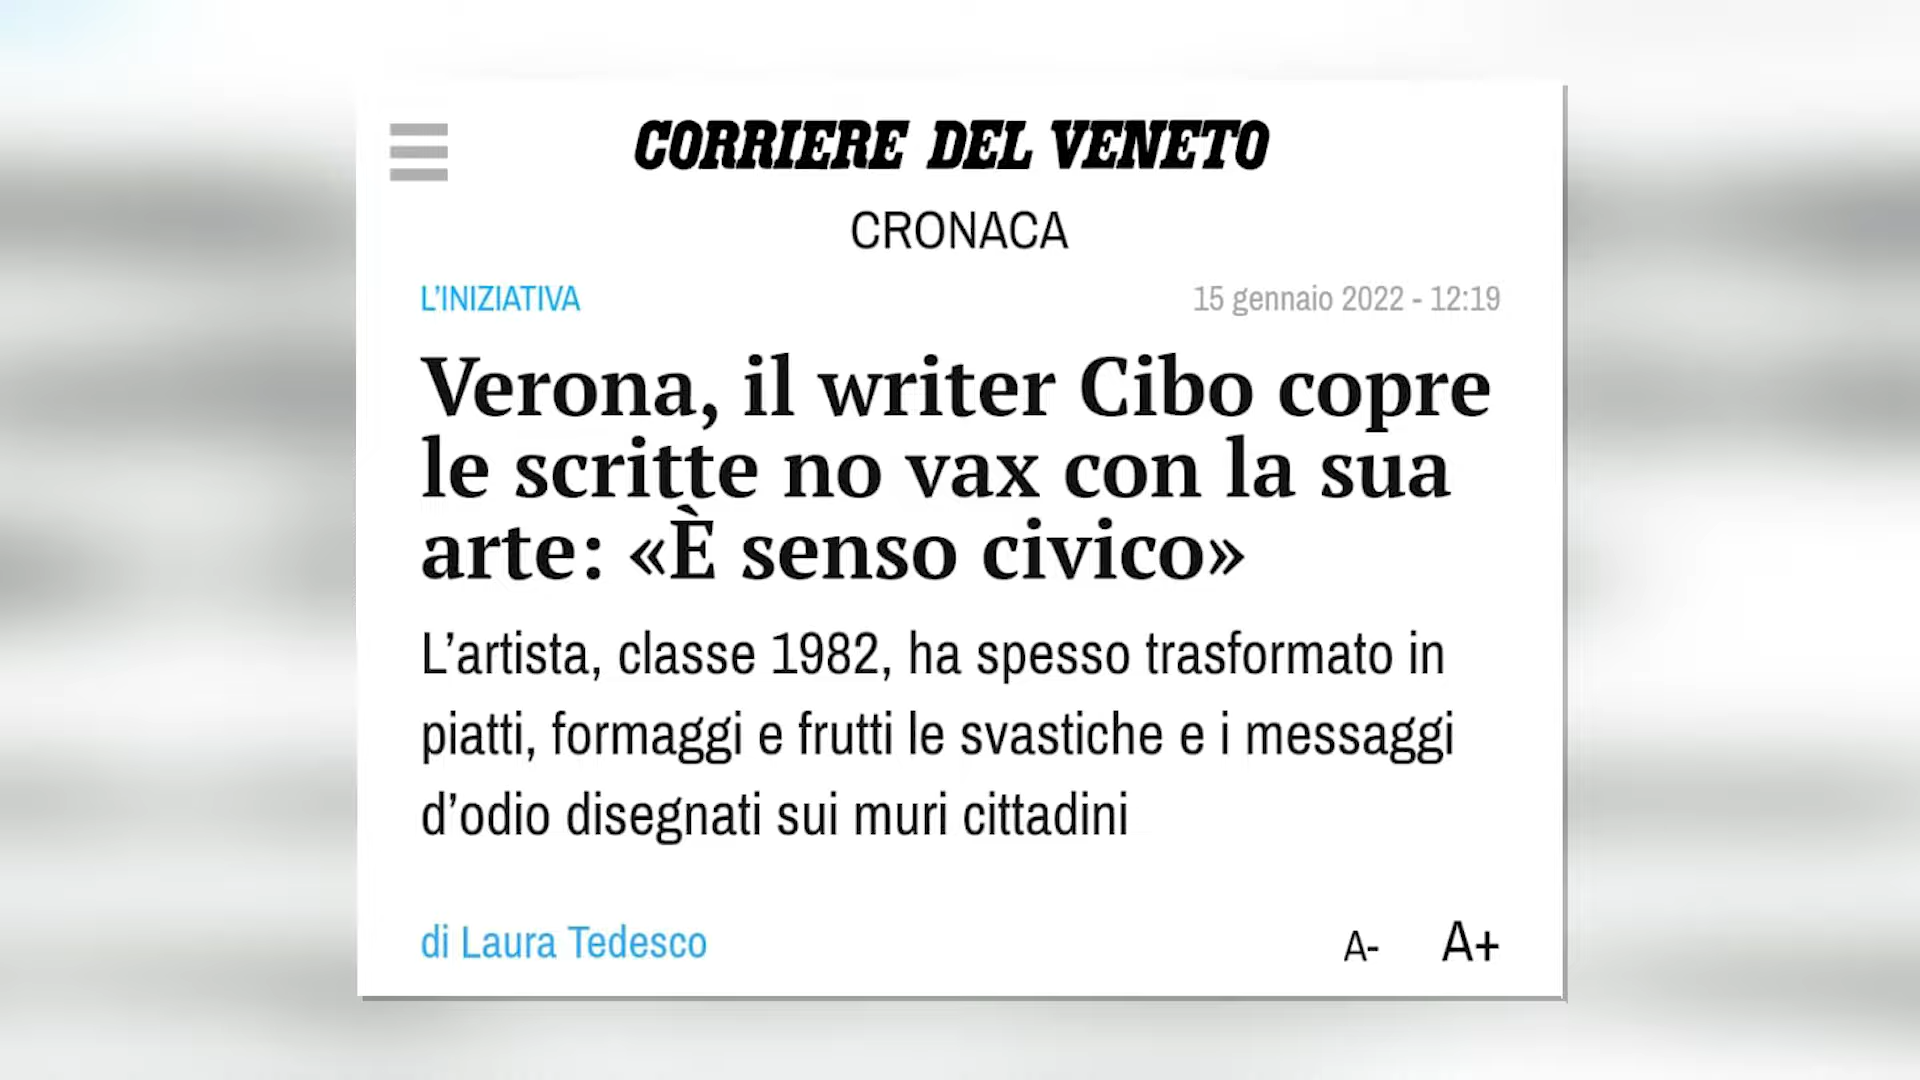 CORRIERE DEL VENETO
CRONACA
L'INIZIATIVA
15 gennaio 2022 - 12:19
Verona, il writer Cibo copre
le scritte no vax con la sua
arte: «È senso civico»
L'artista, classe 1982, ha spesso trasformato in
piatti, formaggi e frutti le svastiche e i messaggi
d'odio disegnati sui muri cittadini
di Laura Tedesco
A- A+